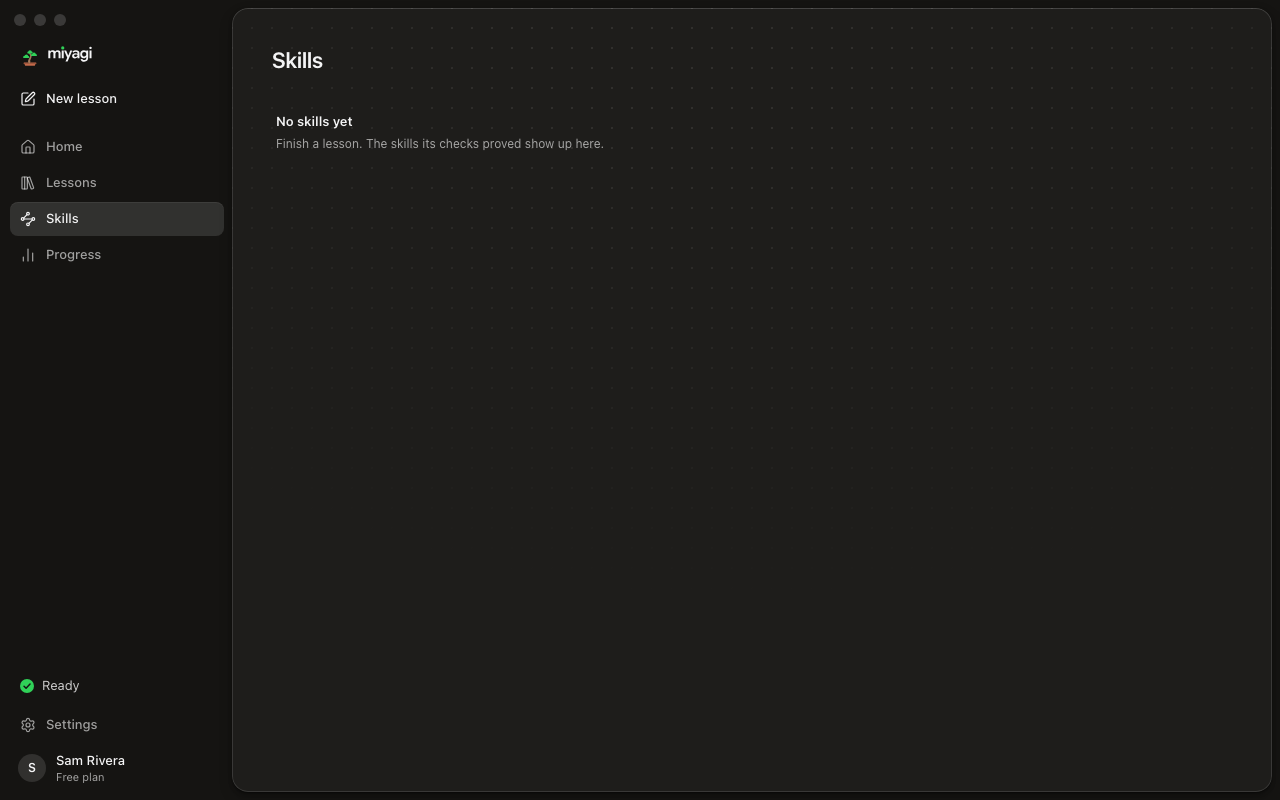 miyagi
New lesson
Home
Lessons
Skills
Progress
Ready
Settings
S
Sam Rivera
Free plan
Skills
No skills yet
Finish a lesson. The skills its checks proved show up here.